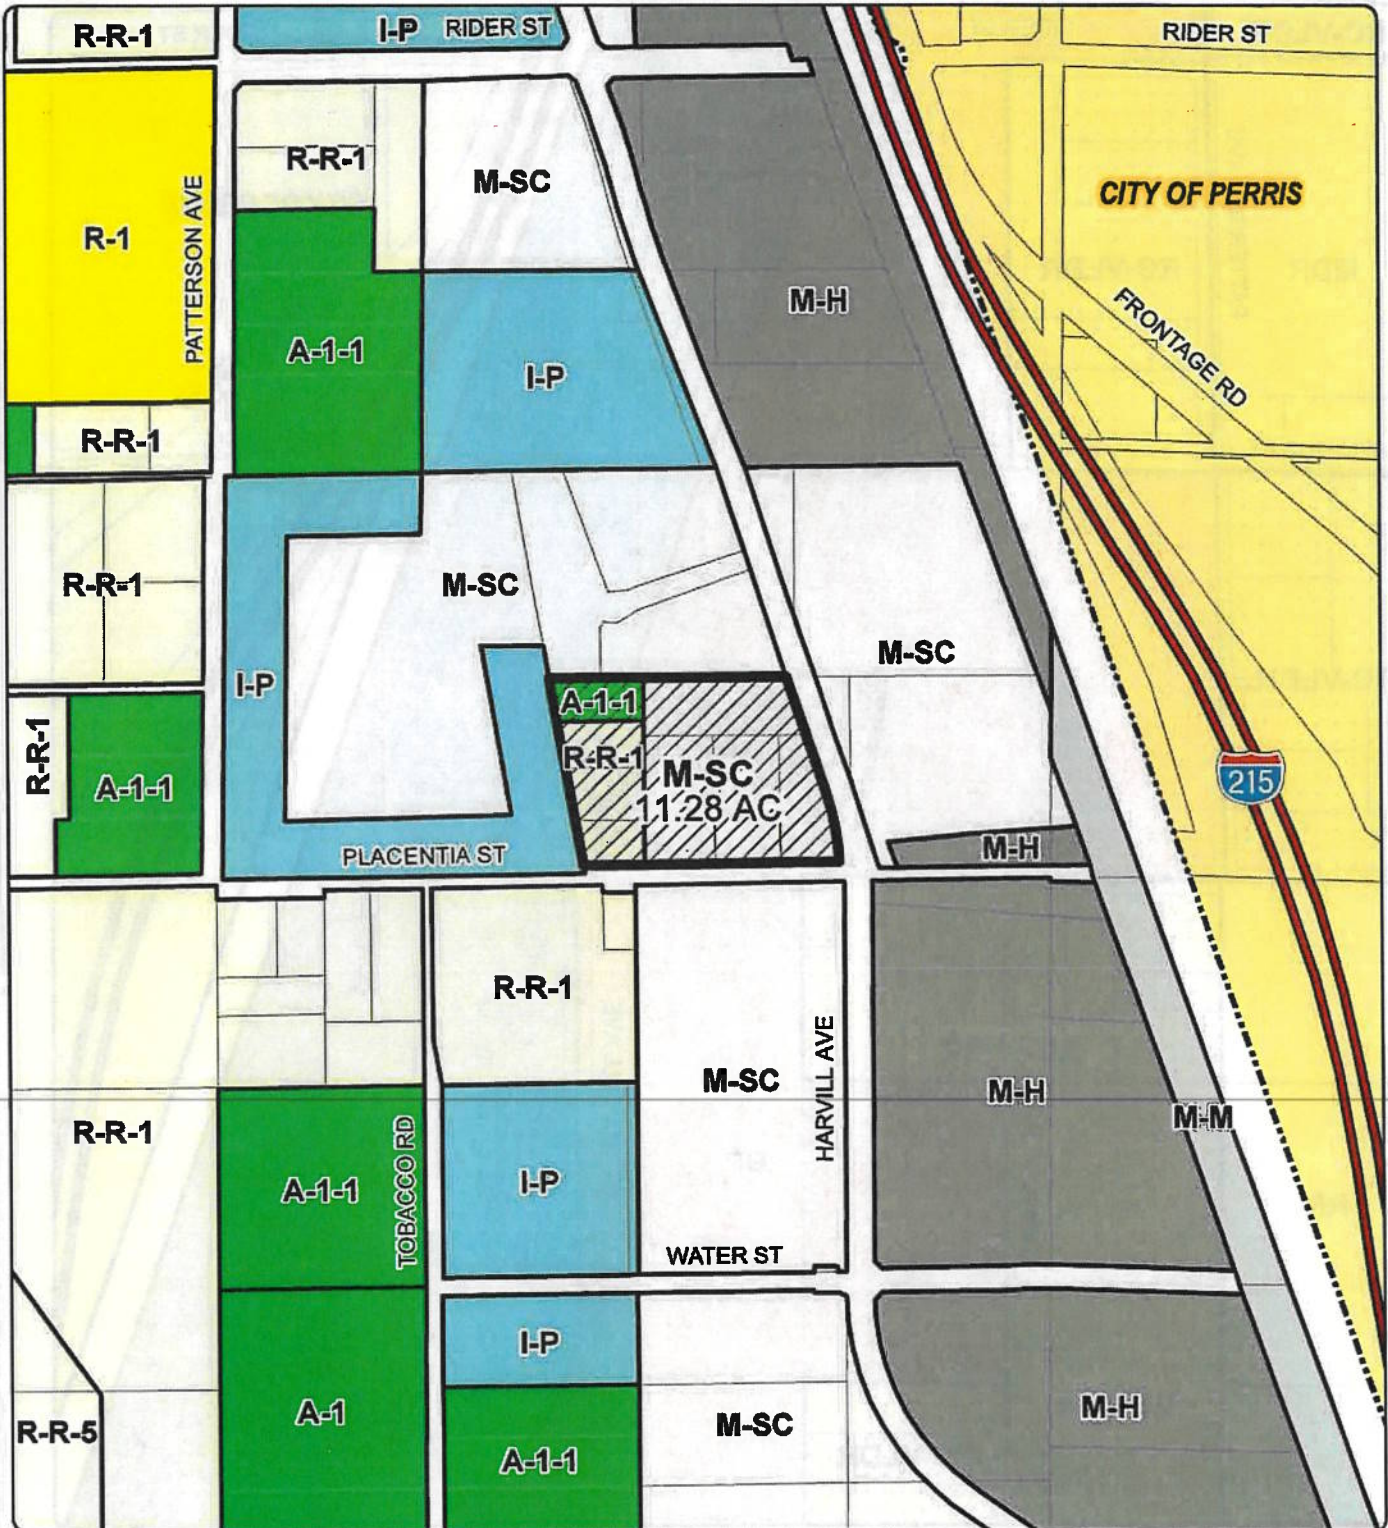 R-R-1
I-P
RIDER ST
RIDER ST
R-R-1
M-SC
CITY OF PERRIS
R-1
PATTERSON AVE
M-H
A-1-1
I-P
FRONTAGE RD
R-R-1
R-R-1
M-SC
M-SC
I-P
A-1-1
R-R-1
A-1-1
R-R-1
M-SC
11.28 AC
215
PLACENTIA ST
M-H
R-R-1
M-SC
HARVILL AVE
M-H
M-M
R-R-1
A-1-1
TOBACCO RD
I-P
WATER ST
I-P
R-R-5
A-1
M-SC
M-H
A-1-1